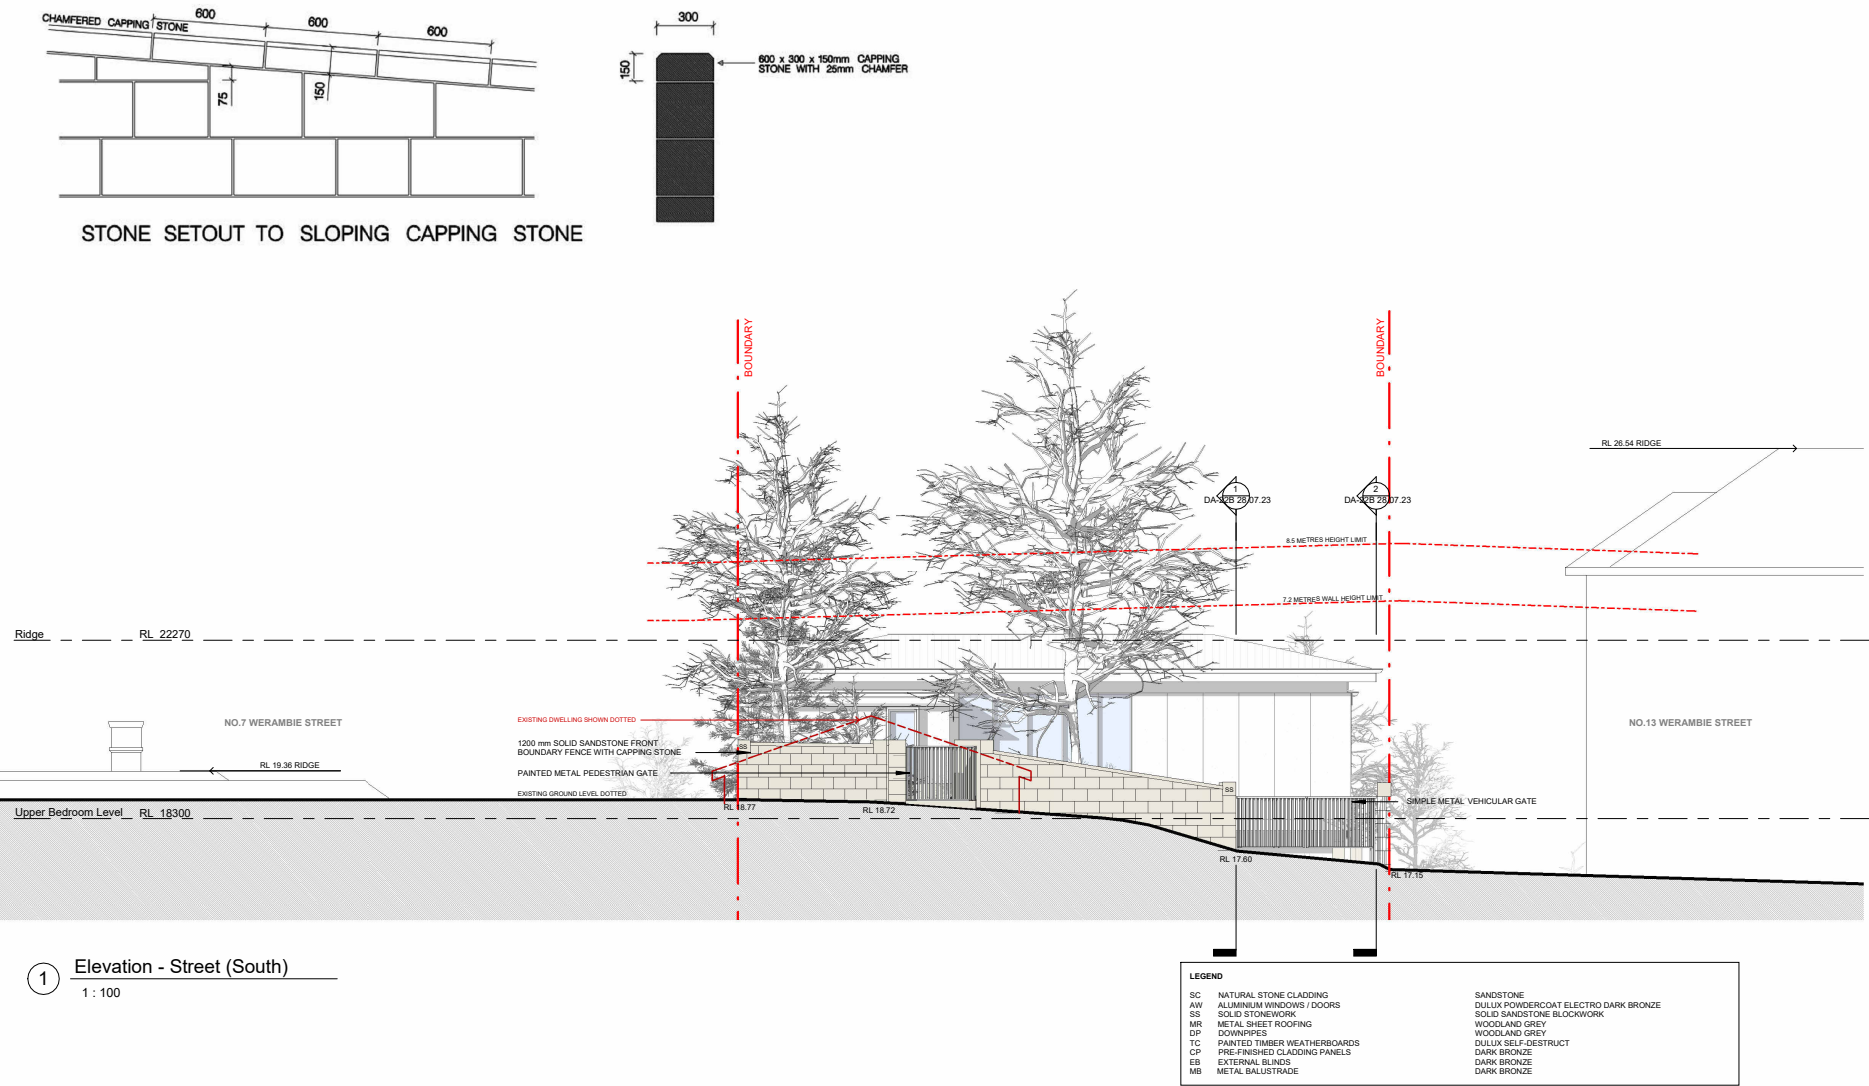 CHAMFERED CAPPING STONE
600
600
600
75
150
STONE SETOUT TO SLOPING CAPPING STONE
300
150
600 x 300 x 150mm CAPPING
STONE WITH 25mm CHAMFER
BOUNDARY
BOUNDARY
RL 26.54 RIDGE
1
DA-22B 28.07.23
2
DA-22B 28.07.23
8.5 METRES HEIGHT LIMIT
7.2 METRES WALL HEIGHT LIMIT
Ridge RL 22270
NO.7 WERAMBIE STREET
NO.13 WERAMBIE STREET
EXISTING DWELLING SHOWN DOTTED
1200 mm SOLID SANDSTONE FRONT
BOUNDARY FENCE WITH CAPPING STONE
SS
RL 19.36 RIDGE
PAINTED METAL PEDESTRIAN GATE
EXISTING GROUND LEVEL DOTTED
SS
SIMPLE METAL VEHICULAR GATE
Upper Bedroom Level RL 18300
RL 18.77
RL 18.72
RL 17.60
RL 17.15
1
Elevation - Street (South)
1 : 100
LEGEND
SC NATURAL STONE CLADDING SANDSTONE
AW ALUMINIUM WINDOWS / DOORS DULUX POWDERCOAT ELECTRO DARK BRONZE
SS SOLID STONEWORK SOLID SANDSTONE BLOCKWORK
MR METAL SHEET ROOFING WOODLAND GREY
DP DOWNPIPES WOODLAND GREY
TC PAINTED TIMBER WEATHERBOARDS DULUX SELF-DESTRUCT
CP PRE-FINISHED CLADDING PANELS DARK BRONZE
EB EXTERNAL BLINDS DARK BRONZE
MB METAL BALUSTRADE DARK BRONZE